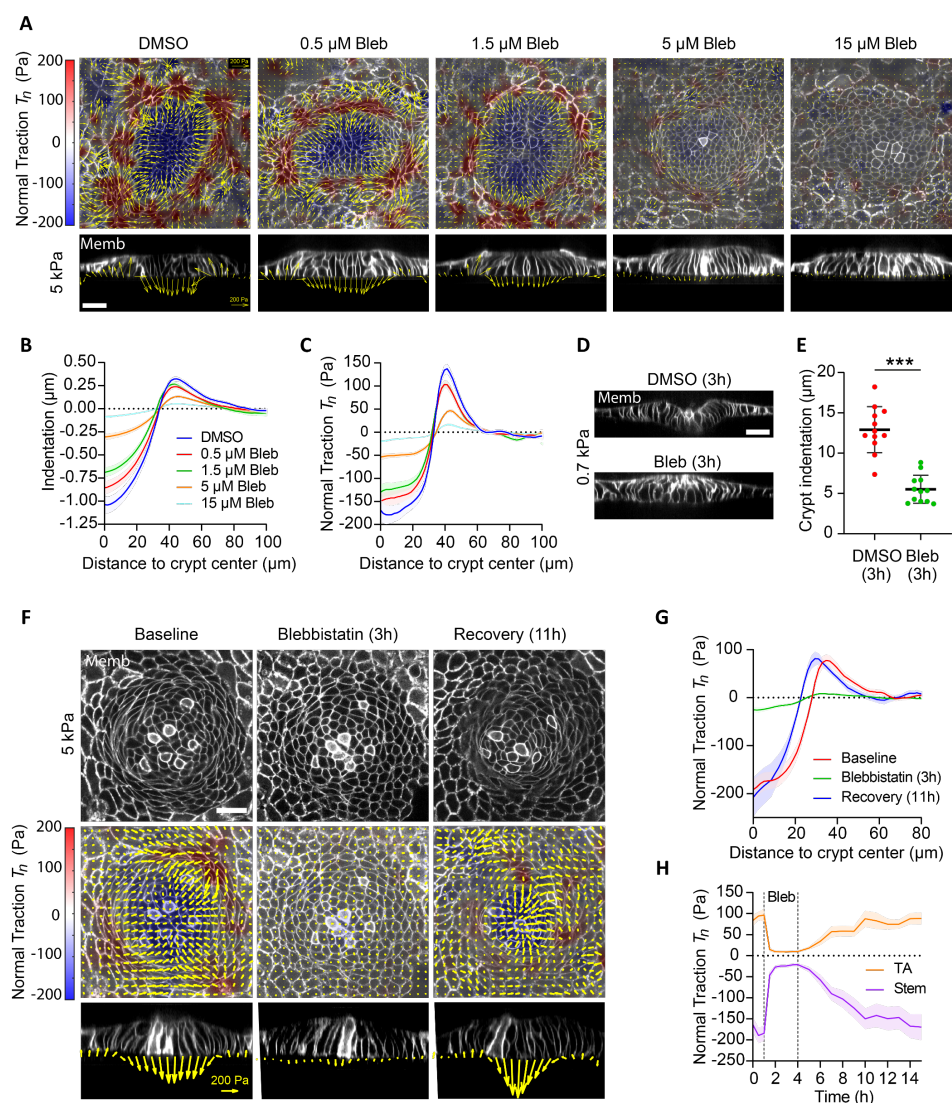 A
DMSO
0.5 µM Bleb
1.5 µM Bleb
5 µM Bleb
15 µM Bleb
Normal Traction Tn (Pa)
200
100
0
-100
-200
200 Pa
5 kPa
Memb
200 Pa
B
Indentation (µm)
0.50
0.25
0.00
-0.25
-0.50
-0.75
-1.00
-1.25
DMSO
0.5 µM Bleb
1.5 µM Bleb
5 µM Bleb
15 µM Bleb
0 20 40 60 80 100
Distance to crypt center (µm)
C
Normal Traction Tn (Pa)
150
100
50
0
-50
-100
-150
-200
0 20 40 60 80 100
Distance to crypt center (µm)
D
0.7 kPa
DMSO (3h)
Memb
Bleb (3h)
E
Crypt indentation (µm)
20
15
10
5
0
***
DMSO Bleb
(3h) (3h)
F
Baseline
Blebbistatin (3h)
Recovery (11h)
5 kPa
Memb
Normal Traction Tn (Pa)
200
100
0
-100
-200
200 Pa
G
Normal Traction Tn (Pa)
100
0
-100
-200
Baseline
Blebbistatin (3h)
Recovery (11h)
0 20 40 60 80
Distance to crypt center (µm)
H
Normal Traction Tn (Pa)
150
100
50
0
-50
-100
-150
-200
-250
Bleb
TA
Stem
0 2 4 6 8 10 12 14
Time (h)